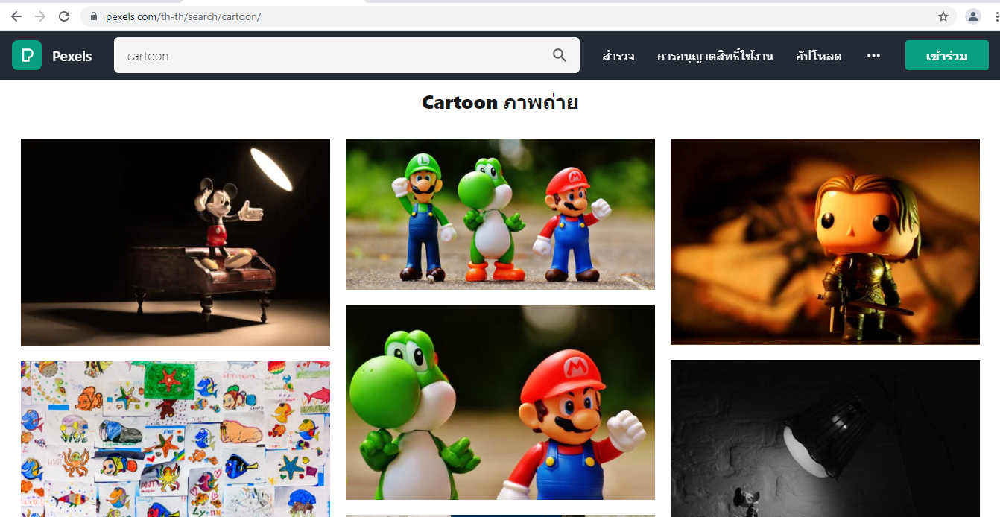 pexels.com/th-th/search/cartoon/
Pexels
cartoon
สำรวจ
การอนุญาตสิทธิ์ใช้งาน
อัปโหลด
เข้าร่วม
Cartoon ภาพถ่าย
L
M
M
ANT